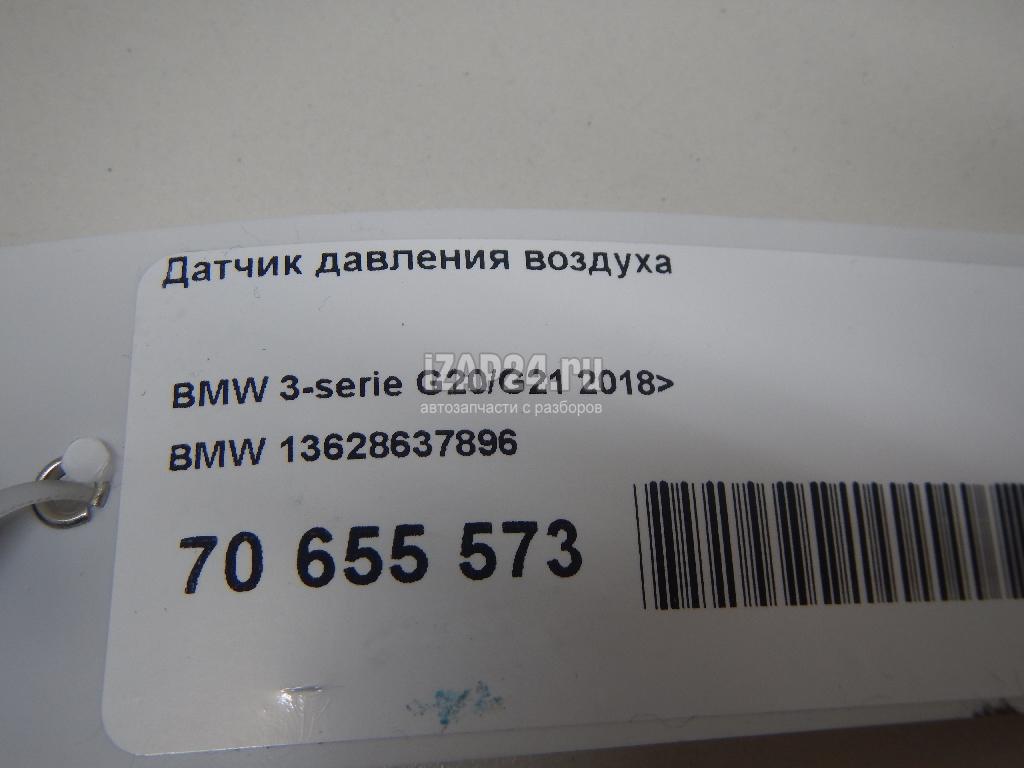 Датчик давления воздуха
iZAP24.ru
BMW 3-serie G20/G21 2018>
автозапчасти с разборов
BMW 13628637896
70 655 573